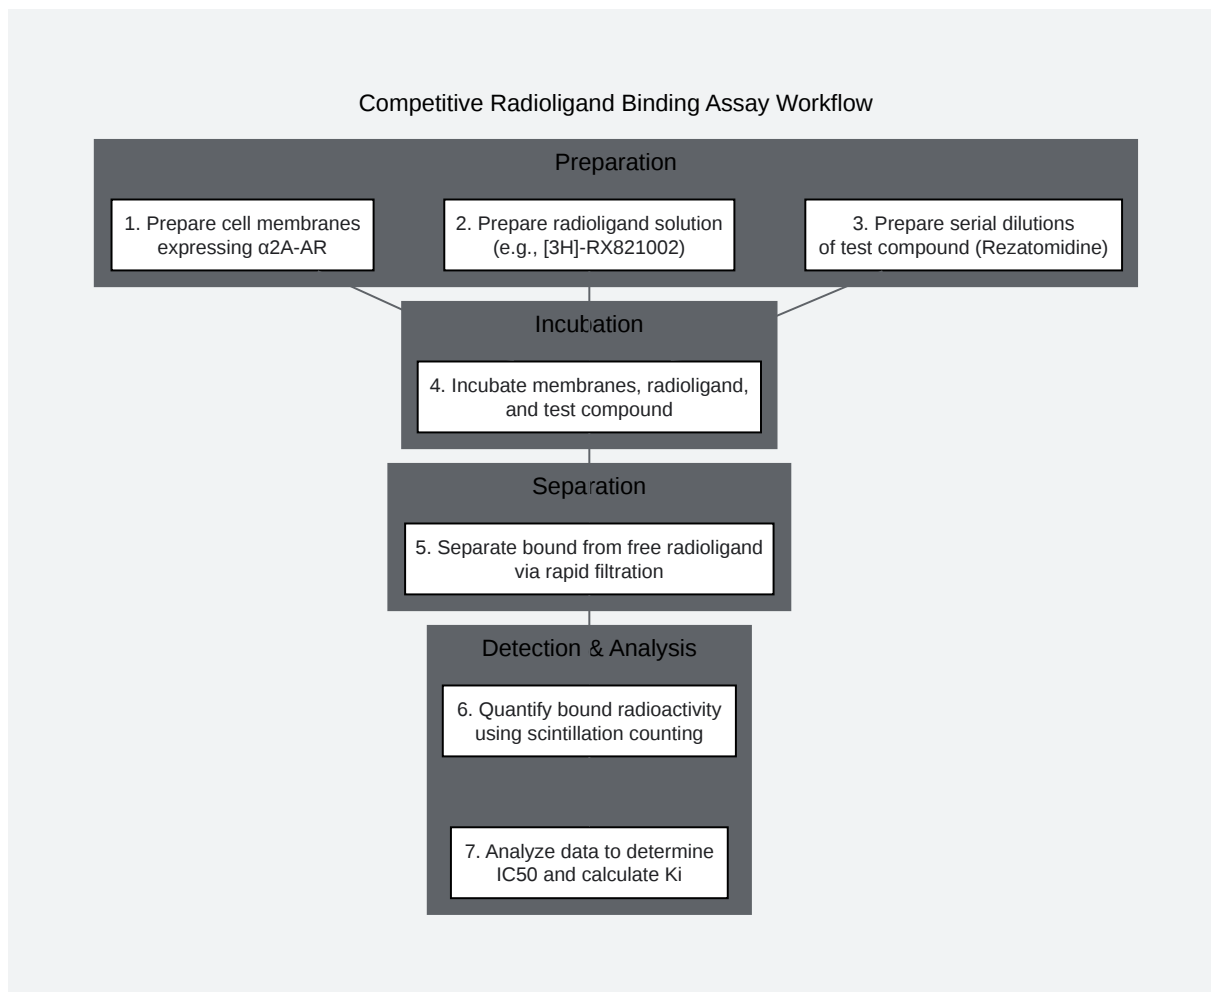 Competitive Radioligand Binding Assay Workflow
Preparation
1. Prepare cell membranes
expressing α2A-AR
2. Prepare radioligand solution
(e.g., [3H]-RX821002)
3. Prepare serial dilutions
of test compound (Rezatomidine)
Incubation
4. Incubate membranes, radioligand,
and test compound
Separation
5. Separate bound from free radioligand
via rapid filtration
Detection & Analysis
6. Quantify bound radioactivity
using scintillation counting
7. Analyze data to determine
IC50 and calculate Ki